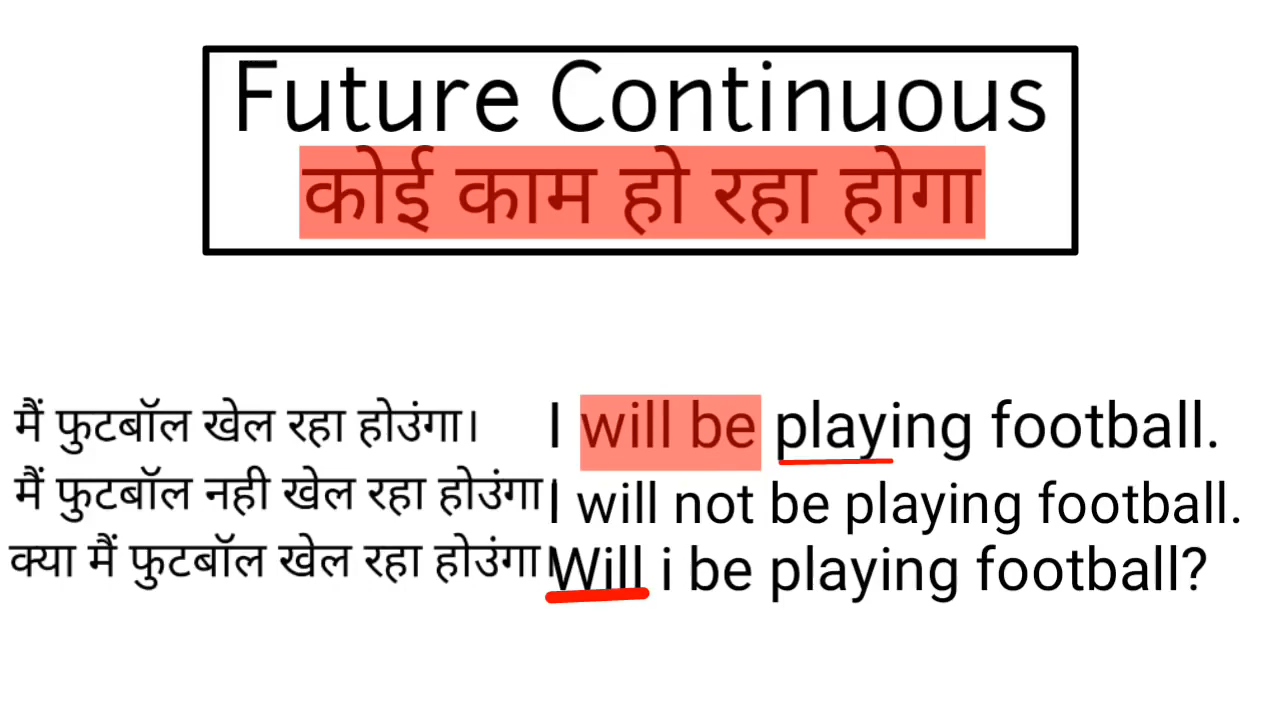 Future Continuous
कोई काम हो रहा होगा
मैं फुटबॉल खेल रहा होउंगा। I will be playing football.
मैं फुटबॉल नही खेल रहा होउंगा। I will not be playing football.
क्या मैं फुटबॉल खेल रहा होउंगा। Will i be playing football?